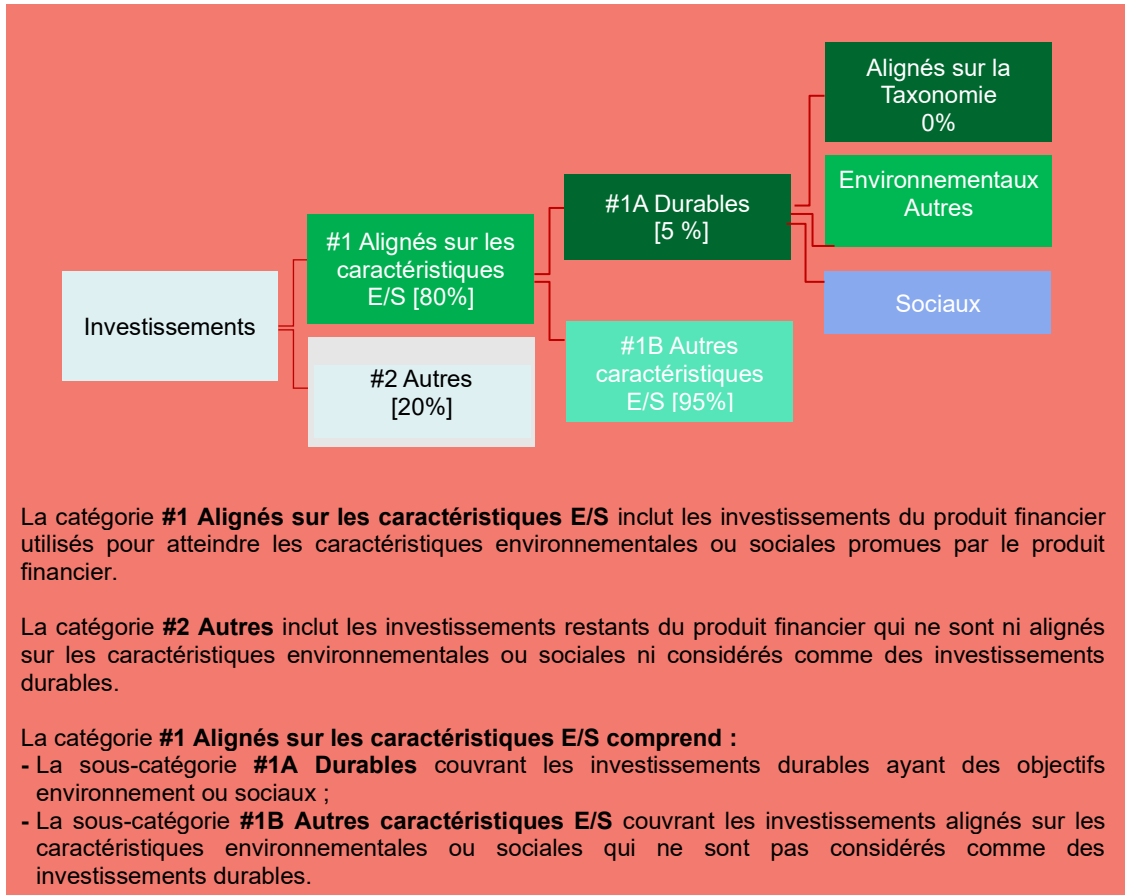 Alignés sur la
Taxonomie
0%
Environnementaux
Autres
#1A Durables
[5 %]
#1 Alignés sur les
caractéristiques
E/S [80%]
Sociaux
Investissements
#1B Autres
caractéristiques
E/S [95%]
#2 Autres
[20%]
La catégorie #1 Alignés sur les caractéristiques E/S inclut les investissements du produit financier
utilisés pour atteindre les caractéristiques environnementales ou sociales promues par le produit
financier.
La catégorie #2 Autres inclut les investissements restants du produit financier qui ne sont ni alignés
sur les caractéristiques environnementales ou sociales ni considérés comme des investissements
durables.
La catégorie #1 Alignés sur les caractéristiques E/S comprend :
- La sous-catégorie #1A Durables couvrant les investissements durables ayant des objectifs
environnement ou sociaux ;
- La sous-catégorie #1B Autres caractéristiques E/S couvrant les investissements alignés sur les
caractéristiques environnementales ou sociales qui ne sont pas considérés comme des
investissements durables.